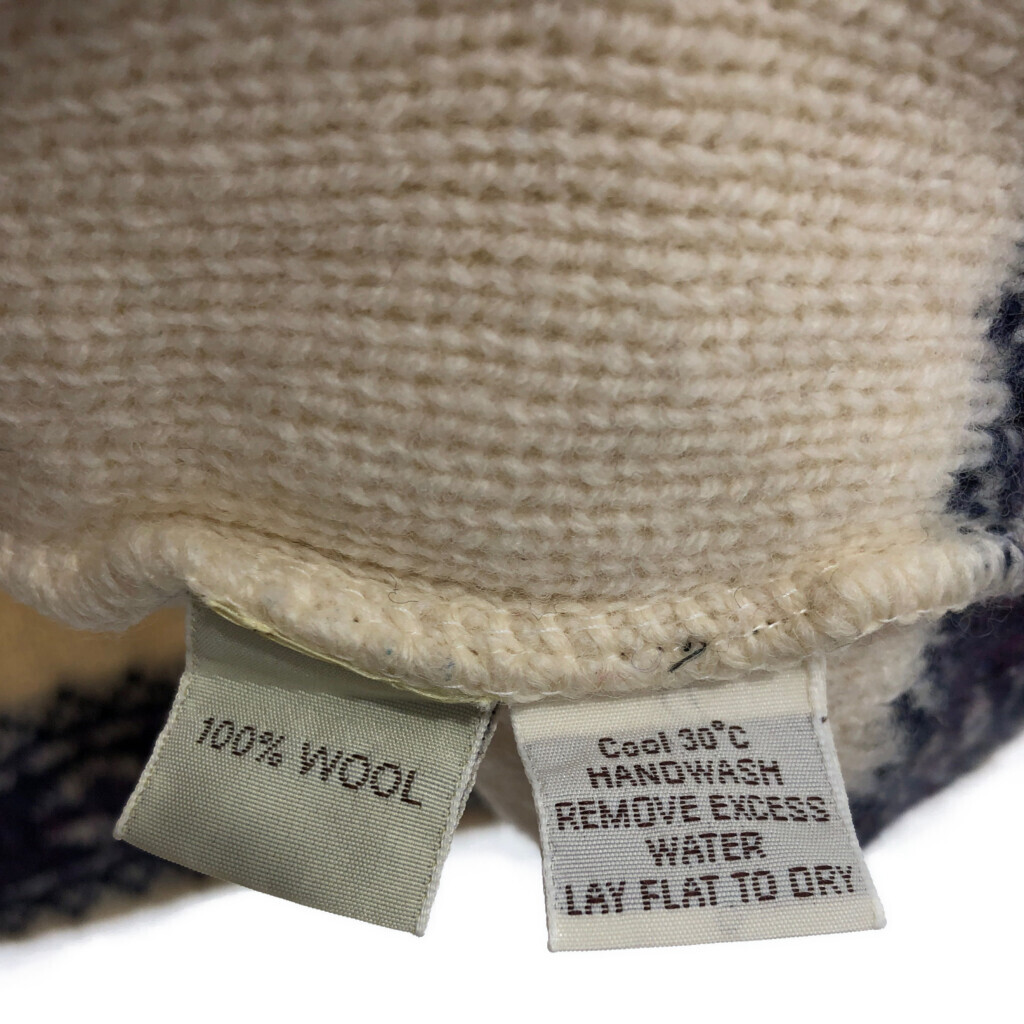 100% WOOL
Cool 30°C
HANDWASH
REMOVE EXCESS
WATER
LAY FLAT TO DRY